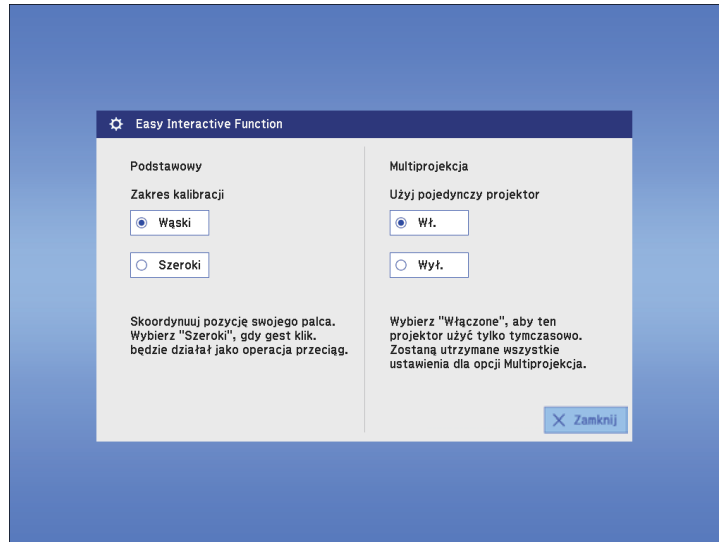 Easy Interactive Function
Podstawowy
Zakres kalibracji
Wąski
Szeroki
Skoordynuuj pozycję swojego palca.
Wybierz "Szeroki", gdy gest klik.
będzie działał jako operacja przeciąg.
Multiprojekcja
Użyj pojedynczy projektor
Wł.
Wył.
Wybierz "Włączone", aby ten
projektor użyć tylko tymczasowo.
Zostaną utrzymane wszystkie
ustawienia dla opcji Multiprojekcja.
Zamknij